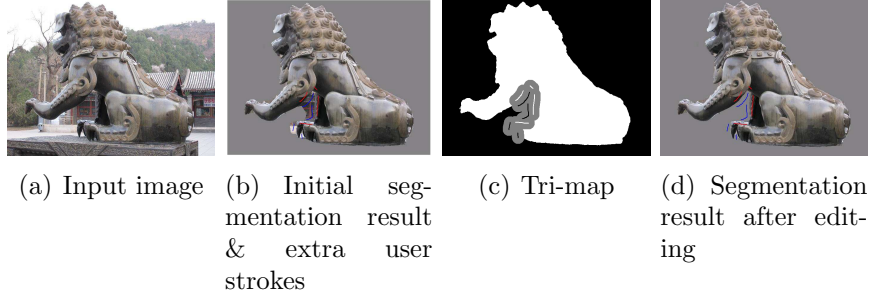 (a) Input image
(b) Initial seg-
mentation result
& extra user
strokes
(c) Tri-map
(d) Segmentation
result after edit-
ing